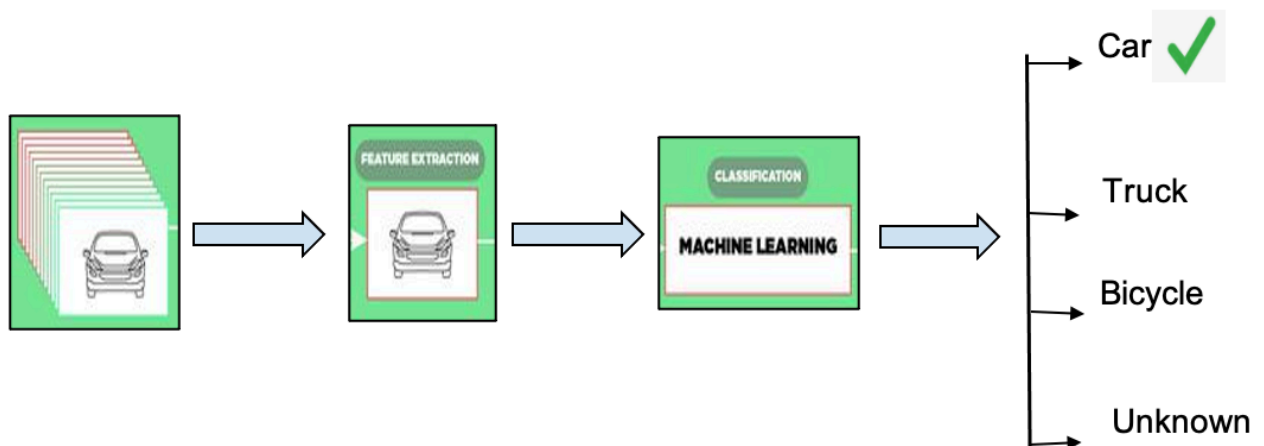 FEATURE EXTRACTION
CLASSIFICATION
MACHINE LEARNING
Car
Truck
Bicycle
Unknown